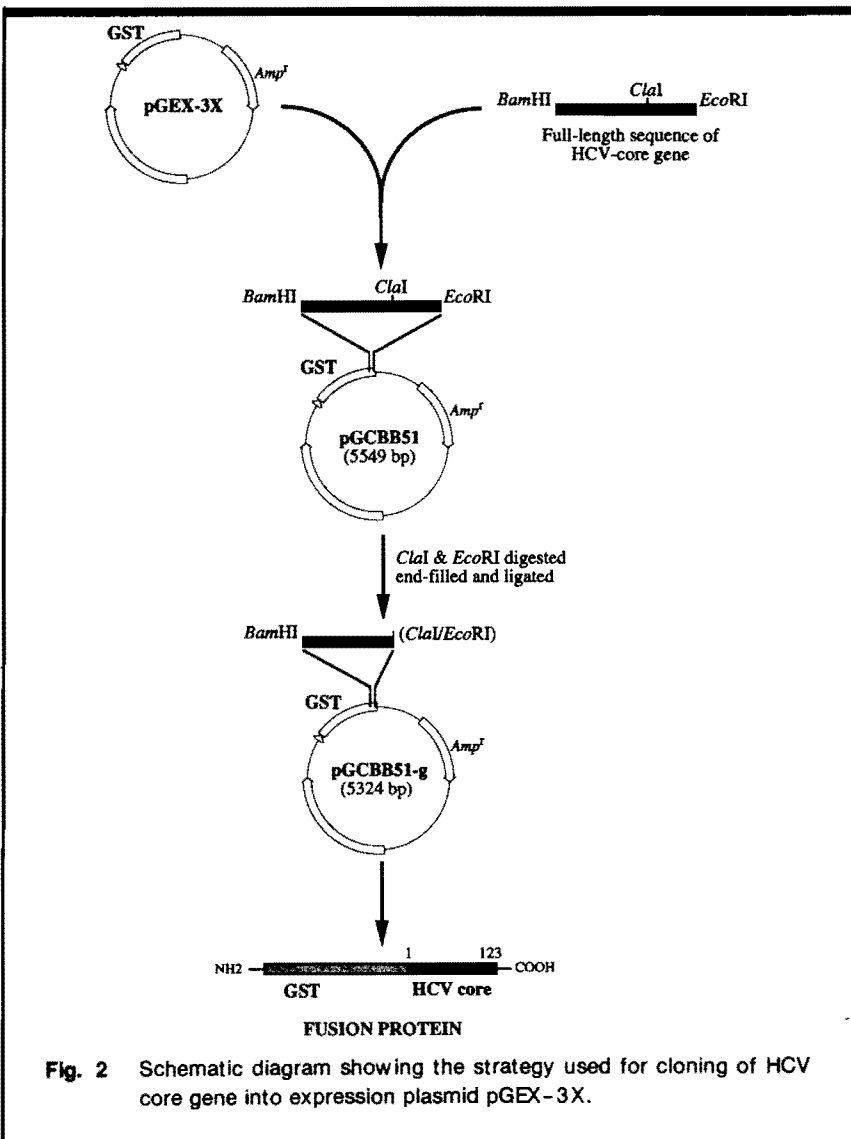 GST
Ampr
pGEX-3X
ClaI
BamHI
EcoRI
Full-length sequence of
HCV-core gene
ClaI
BamHI
EcoRI
GST
Ampr
pGCBB51
(5549 bp)
ClaI & EcoRI digested
end-filled and ligated
BamHI
(ClaI/EcoRI)
GST
Ampr
pGCBB51-g
(5324 bp)
1
123
NH2
COOH
GST
HCV core
FUSION PROTEIN
Fig. 2 Schematic diagram showing the strategy used for cloning of HCV
core gene into expression plasmid pGEX-3X.